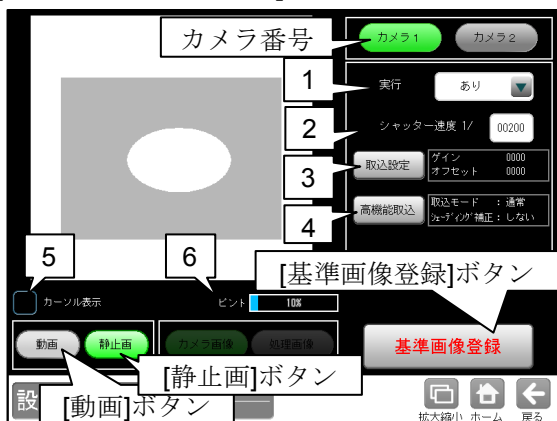 カメラ番号
カメラ1
カメラ2
1
実行
あり
2
シャッター速度 1/
00200
3
取込設定
ゲイン 0000
オフセット 0000
4
高機能取込
取込モード : 通常
シェーディング補正 : しない
5
6
[基準画像登録]ボタン
カーソル表示
ピント
10%
動画
静止画
カメラ画像
処理画像
基準画像登録
[静止画]ボタン
[動画]ボタン
設
拡大縮小
ホーム
戻る